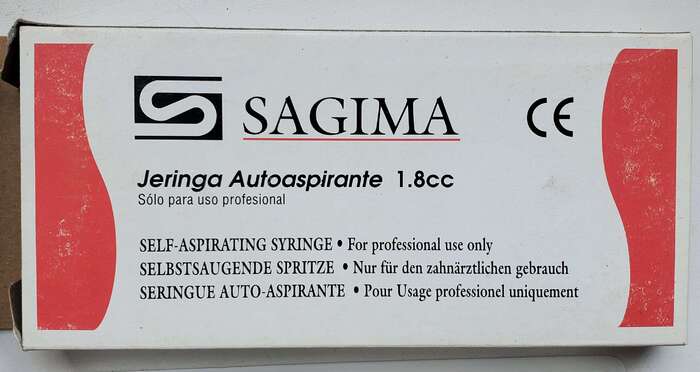 SAGIMA
CE
Jeringa Autoaspirante 1.8cc
Sólo para uso profesional
SELF-ASPIRATING SYRINGE • For professional use only
SELBSTSAUGENDE SPRITZE • Nur für den zahnärztlichen gebrauch
SERINGUE AUTO-ASPIRANTE • Pour Usage professionel uniquement